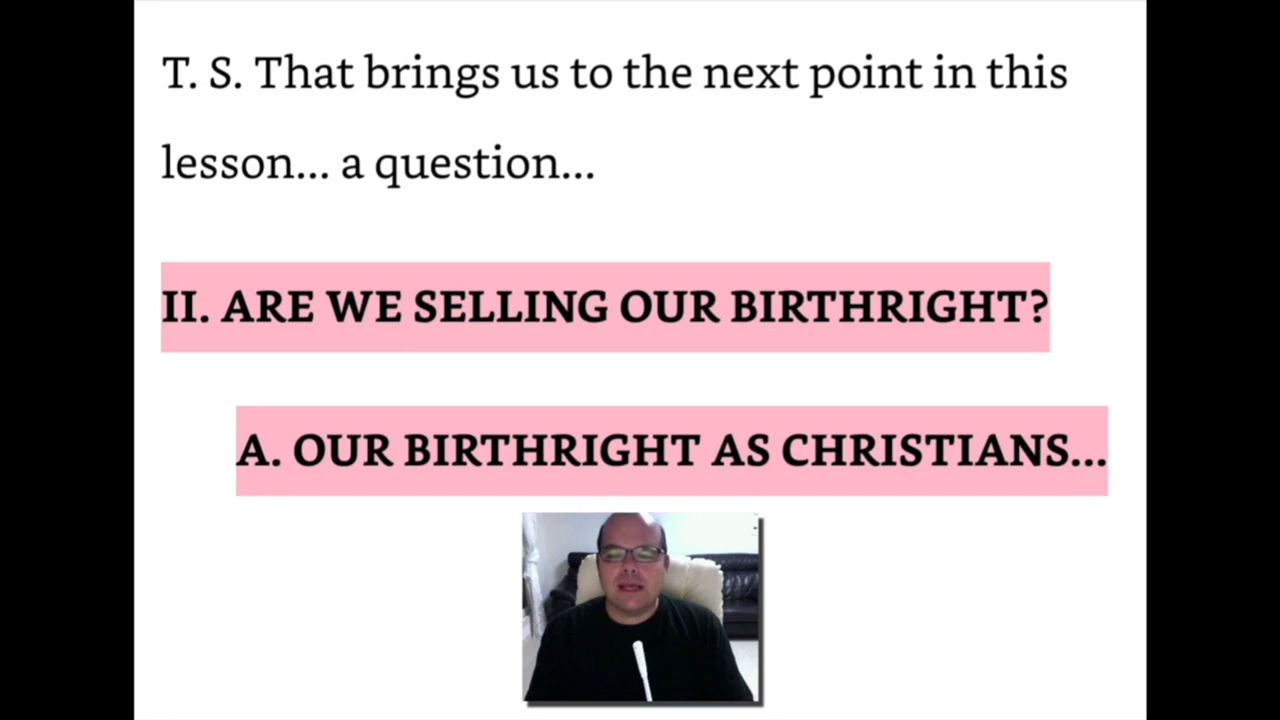 T. S. That brings us to the next point in this
lesson... a question...
II. ARE WE SELLING OUR BIRTHRIGHT?
A. OUR BIRTHRIGHT AS CHRISTIANS...